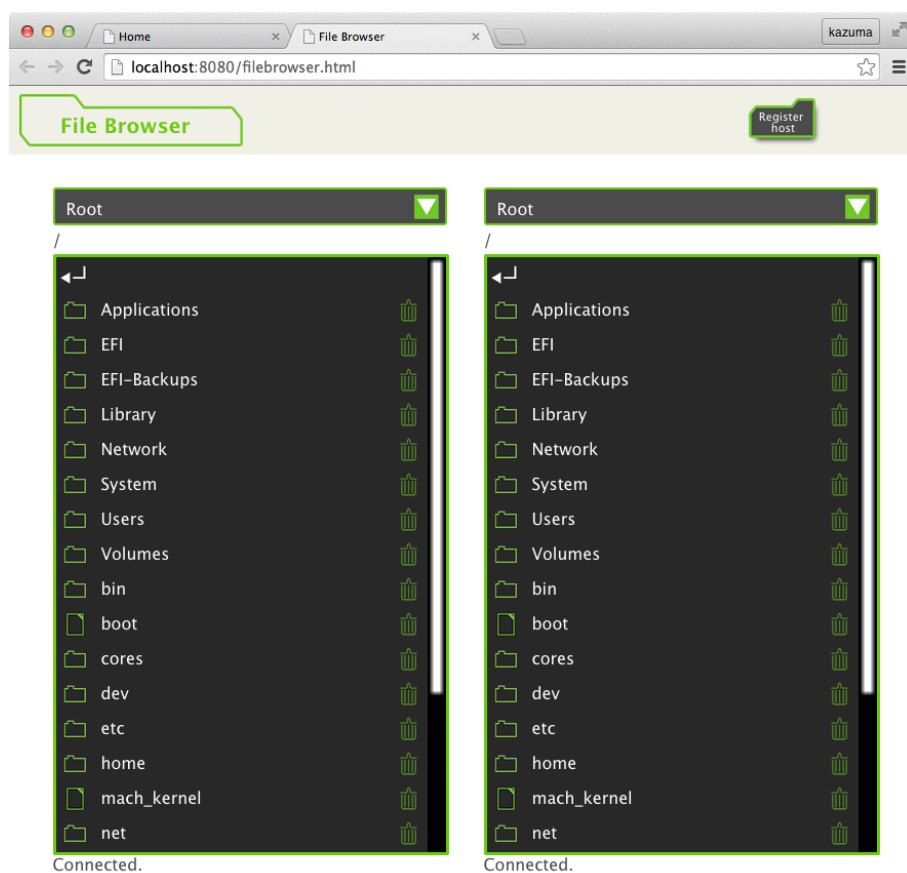 Home
File Browser
kazuma
localhost:8080/filebrowser.html
File Browser
Register
host
Root
/
Applications
EFI
EFI-Backups
Library
Network
System
Users
Volumes
bin
boot
cores
dev
etc
home
mach_kernel
net
Connected.
Root
/
Applications
EFI
EFI-Backups
Library
Network
System
Users
Volumes
bin
boot
cores
dev
etc
home
mach_kernel
net
Connected.